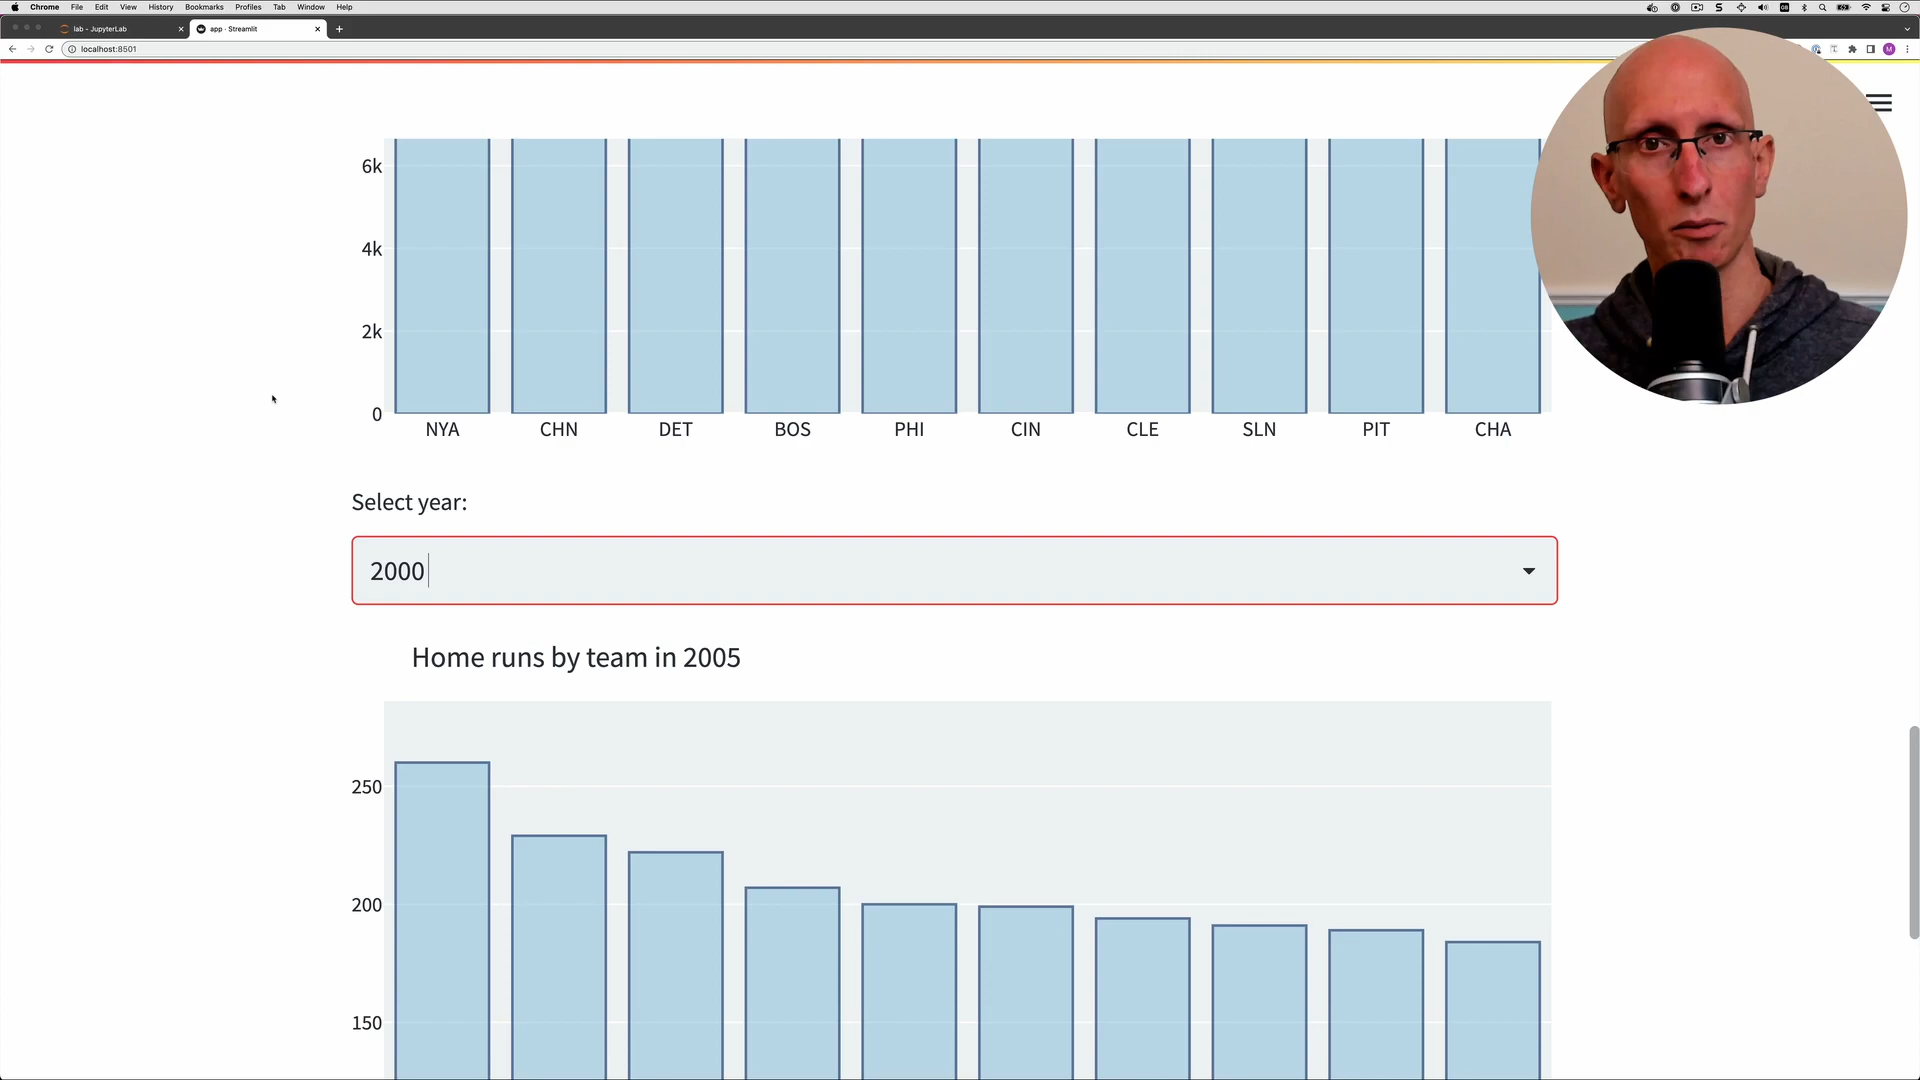 Chrome File Edit View History Bookmarks Profiles Tab Window Help
lab - JupyterLab
app · Streamlit
localhost:8501
M
6k
4k
2k
0
NYA CHN DET BOS PHI CIN CLE SLN PIT CHA
Select year:
2000
Home runs by team in 2005
250
200
150